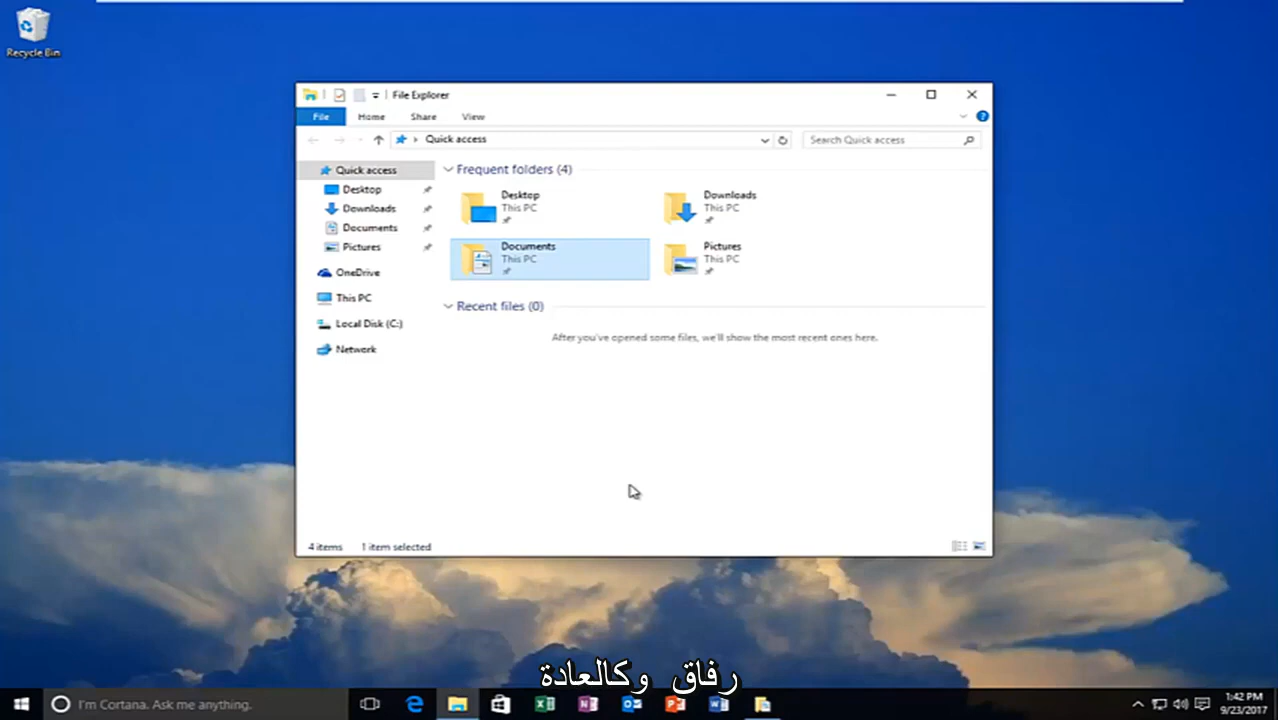 Recycle Bin
File Explorer
File Home Share View
Quick access
Search Quick access
Quick access
Desktop
Downloads
Documents
Pictures
OneDrive
This PC
Local Disk (C:)
Network
Frequent folders (4)
Desktop
This PC
Downloads
This PC
Documents
This PC
Pictures
This PC
Recent files (0)
After you've opened some files, we'll show the most recent ones here.
4 items 1 item selected
رفاق وكالعادة
I'm Cortana. Ask me anything.
1:42 PM
9/23/2017